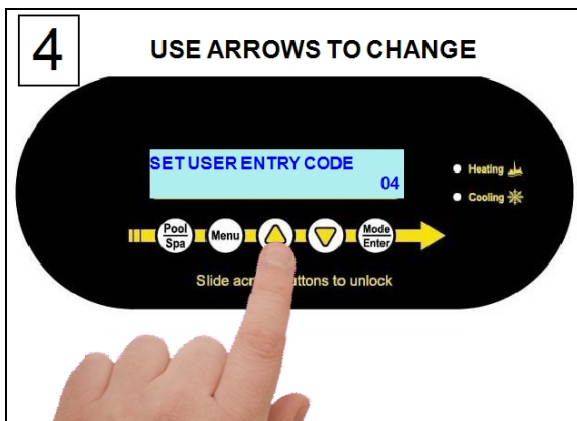 4
USE ARROWS TO CHANGE
SET USER ENTRY CODE
04
Heating
Cooling
Pool
Spa
Menu
Mode
Enter
Slide uttons to unlock